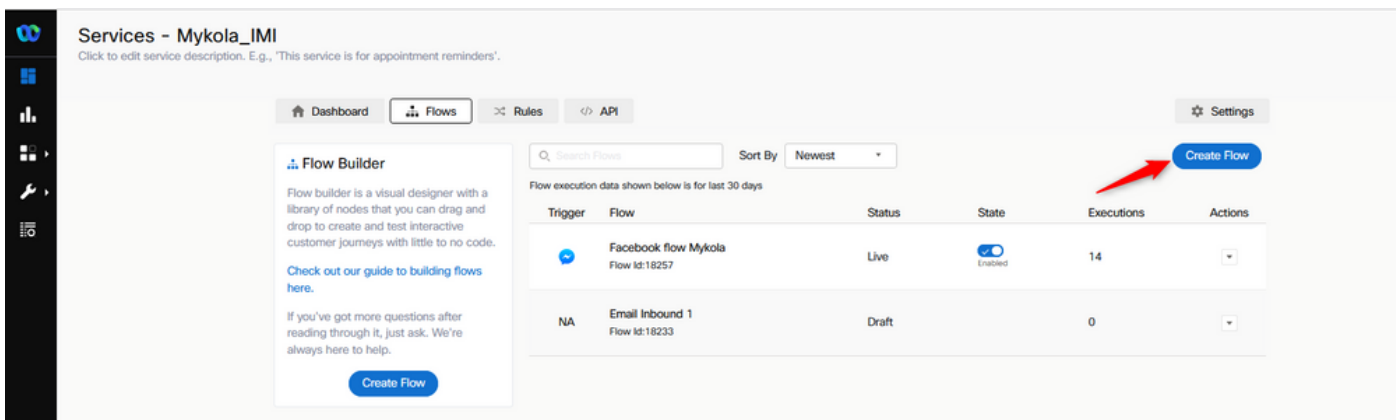 Services - Mykola_IMI
Click to edit service description. E.g., 'This service is for appointment reminders'.
Dashboard
Flows
Rules
</> API
Settings
Flow Builder
Flow builder is a visual designer with a
library of nodes that you can drag and
drop to create and test interactive
customer journeys with little to no code.
Check out our guide to building flows
here.
If you've got more questions after
reading through it, just ask. We're
always here to help.
Create Flow
Search Flows
Sort By
Newest
Create Flow
Flow execution data shown below is for last 30 days
Trigger Flow Status State Executions Actions
Facebook flow Mykola
Flow Id:18257
Live
Enabled
14
NA
Email Inbound 1
Flow Id:18233
Draft
0